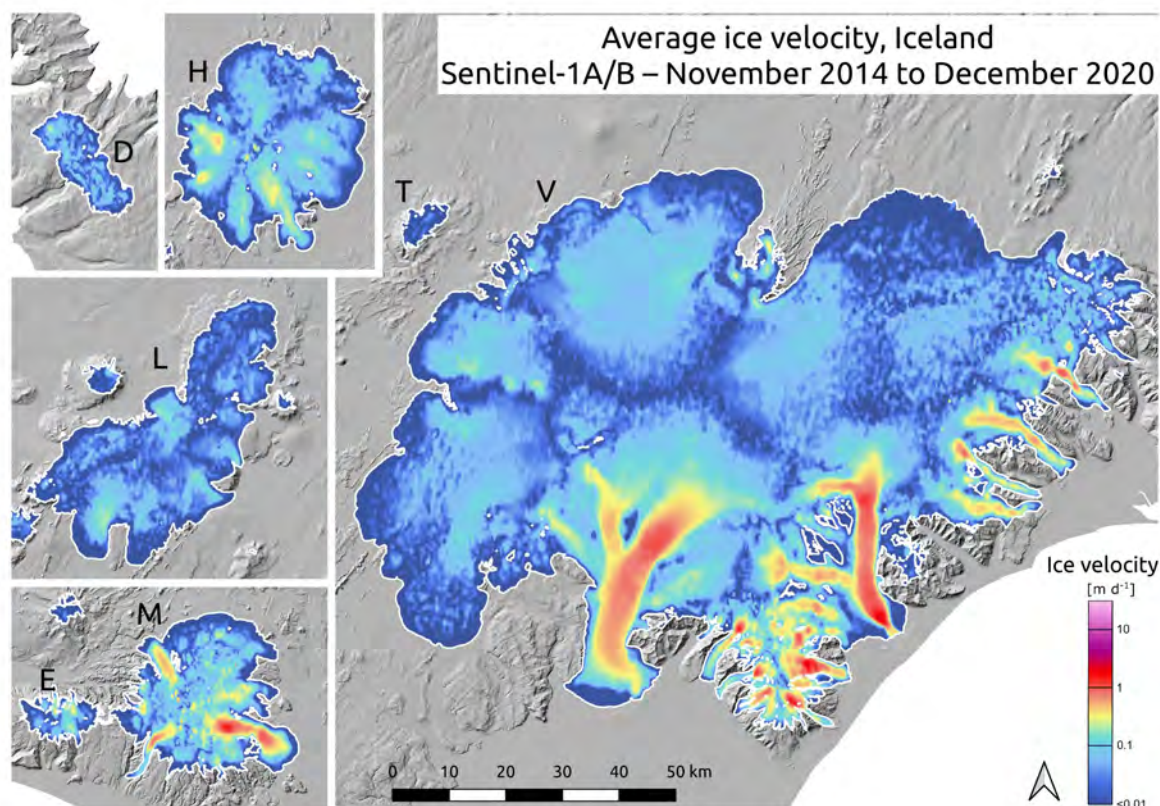 Average ice velocity, Iceland
Sentinel-1A/B – November 2014 to December 2020
H
D
T
V
L
M
E
Ice velocity
[m d⁻¹]
10
1
0.1
<0.01
0 10 20 30 40 50 km